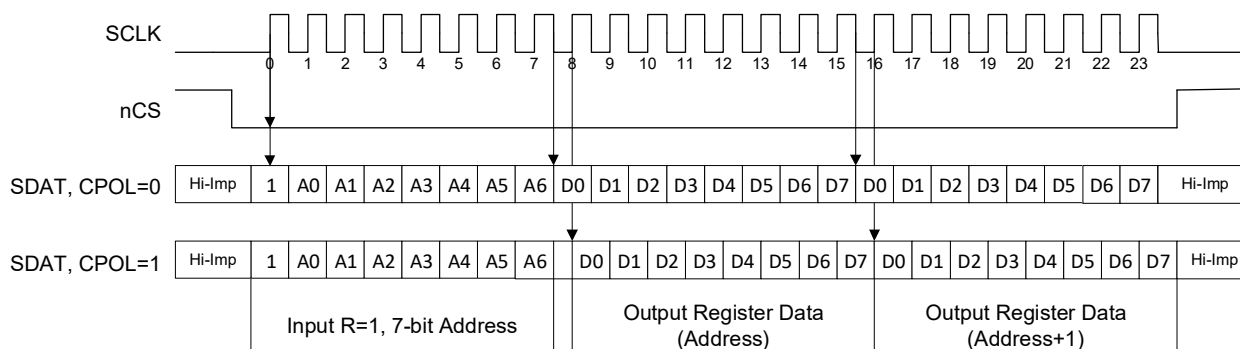 SCLK
0 1 2 3 4 5 6 7 8 9 10 11 12 13 14 15 16 17 18 19 20 21 22 23
nCS
SDAT, CPOL=0 Hi-Imp 1 A0 A1 A2 A3 A4 A5 A6 D0 D1 D2 D3 D4 D5 D6 D7 D0 D1 D2 D3 D4 D5 D6 D7 Hi-Imp
SDAT, CPOL=1 Hi-Imp 1 A0 A1 A2 A3 A4 A5 A6 D0 D1 D2 D3 D4 D5 D6 D7 D0 D1 D2 D3 D4 D5 D6 D7 Hi-Imp
Input R=1, 7-bit Address
Output Register Data
(Address)
Output Register Data
(Address+1)